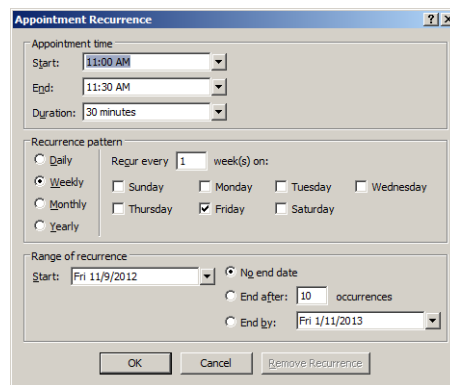 Appointment Recurrence
Appointment time
Start: 11:00 AM
End: 11:30 AM
Duration: 30 minutes
Recurrence pattern
Daily
Recur every 1 week(s) on:
Weekly
Sunday Monday Tuesday Wednesday
Monthly
Thursday Friday Saturday
Yearly
Range of recurrence
Start: Fri 11/9/2012
No end date
End after: 10 occurrences
End by: Fri 1/11/2013
OK Cancel Remove Recurrence